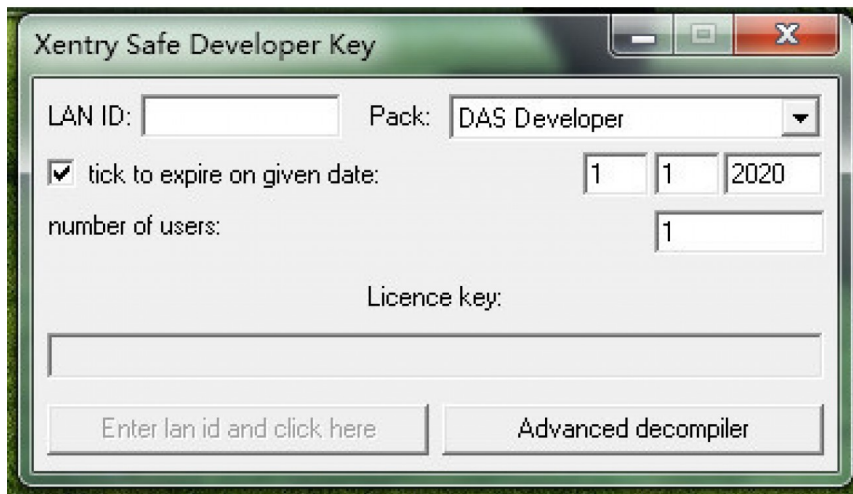 Xentry Safe Developer Key
LAN ID: Pack: DAS Developer
tick to expire on given date: 1 1 2020
number of users: 1
Licence key:
Enter lan id and click here Advanced decompiler